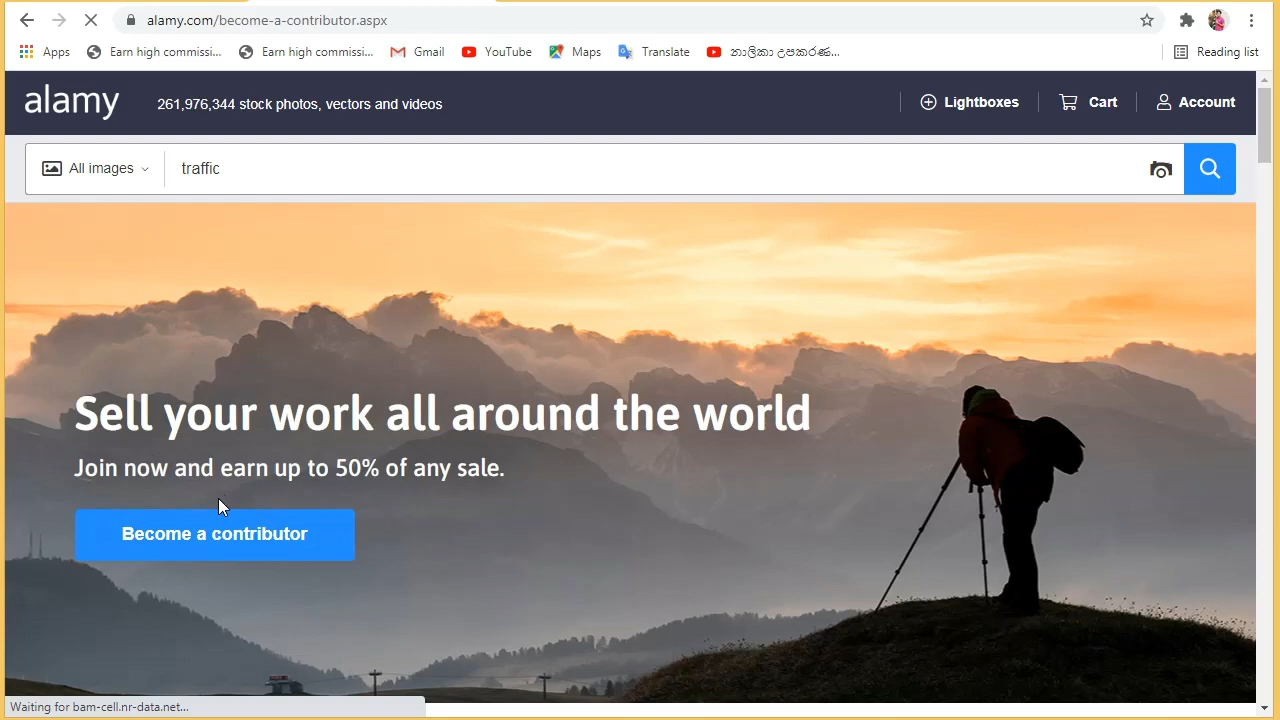 alamy.com/become-a-contributor.aspx
Apps
Earn high commissi...
Earn high commissi...
Gmail
YouTube
Maps
Translate
නාලිකා උපකරණ...
Reading list
alamy
261,976,344 stock photos, vectors and videos
Lightboxes
Cart
Account
All images
traffic
Sell your work all around the world
Join now and earn up to 50% of any sale.
Become a contributor
Waiting for bam-cell.nr-data.net...